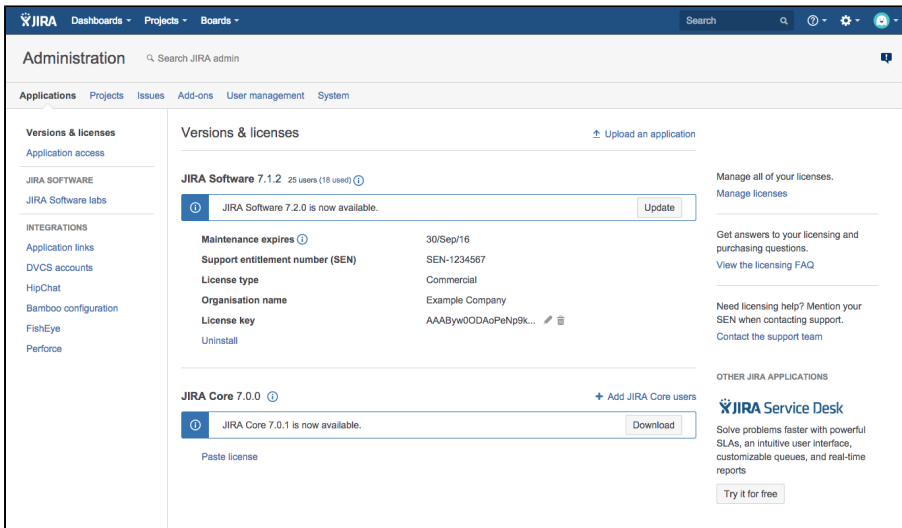 JIRA Dashboards Projects Boards Search
Administration Search JIRA admin
Applications Projects Issues Add-ons User management System
Versions & licenses
Application access
JIRA SOFTWARE
JIRA Software labs
INTEGRATIONS
Application links
DVCS accounts
HipChat
Bamboo configuration
FishEye
Perforce
Versions & licenses Upload an application
JIRA Software 7.1.2 25 users (18 used)
JIRA Software 7.2.0 is now available. Update
Maintenance expires 30/Sep/16
Support entitlement number (SEN) SEN-1234567
License type Commercial
Organisation name Example Company
License key AAAByw0ODAoPeNp9k...
Uninstall
JIRA Core 7.0.0 + Add JIRA Core users
JIRA Core 7.0.1 is now available. Download
Paste license
Manage all of your licenses.
Manage licenses
Get answers to your licensing and
purchasing questions.
View the licensing FAQ
Need licensing help? Mention your
SEN when contacting support.
Contact the support team
OTHER JIRA APPLICATIONS
JIRA Service Desk
Solve problems faster with powerful
SLAs, an intuitive user interface,
customizable queues, and real-time
reports
Try it for free